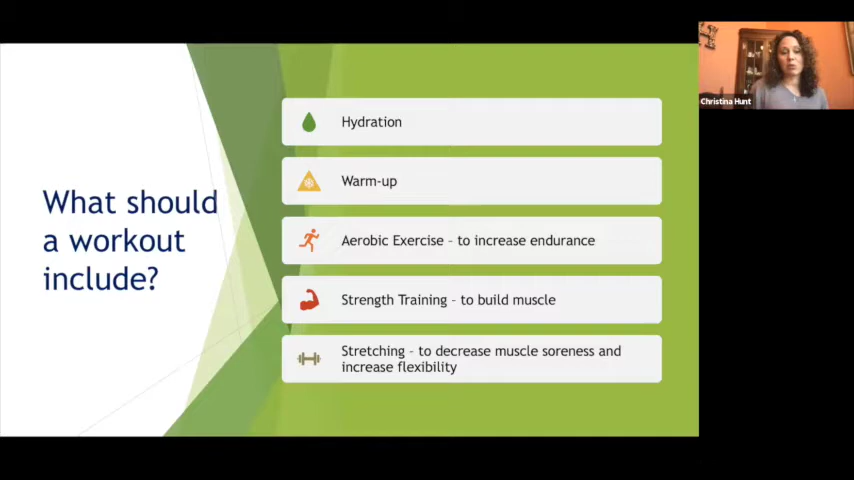 What should
a workout
include?
Hydration
Warm-up
Aerobic Exercise – to increase endurance
Strength Training – to build muscle
Stretching – to decrease muscle soreness and
increase flexibility
Christina Hunt